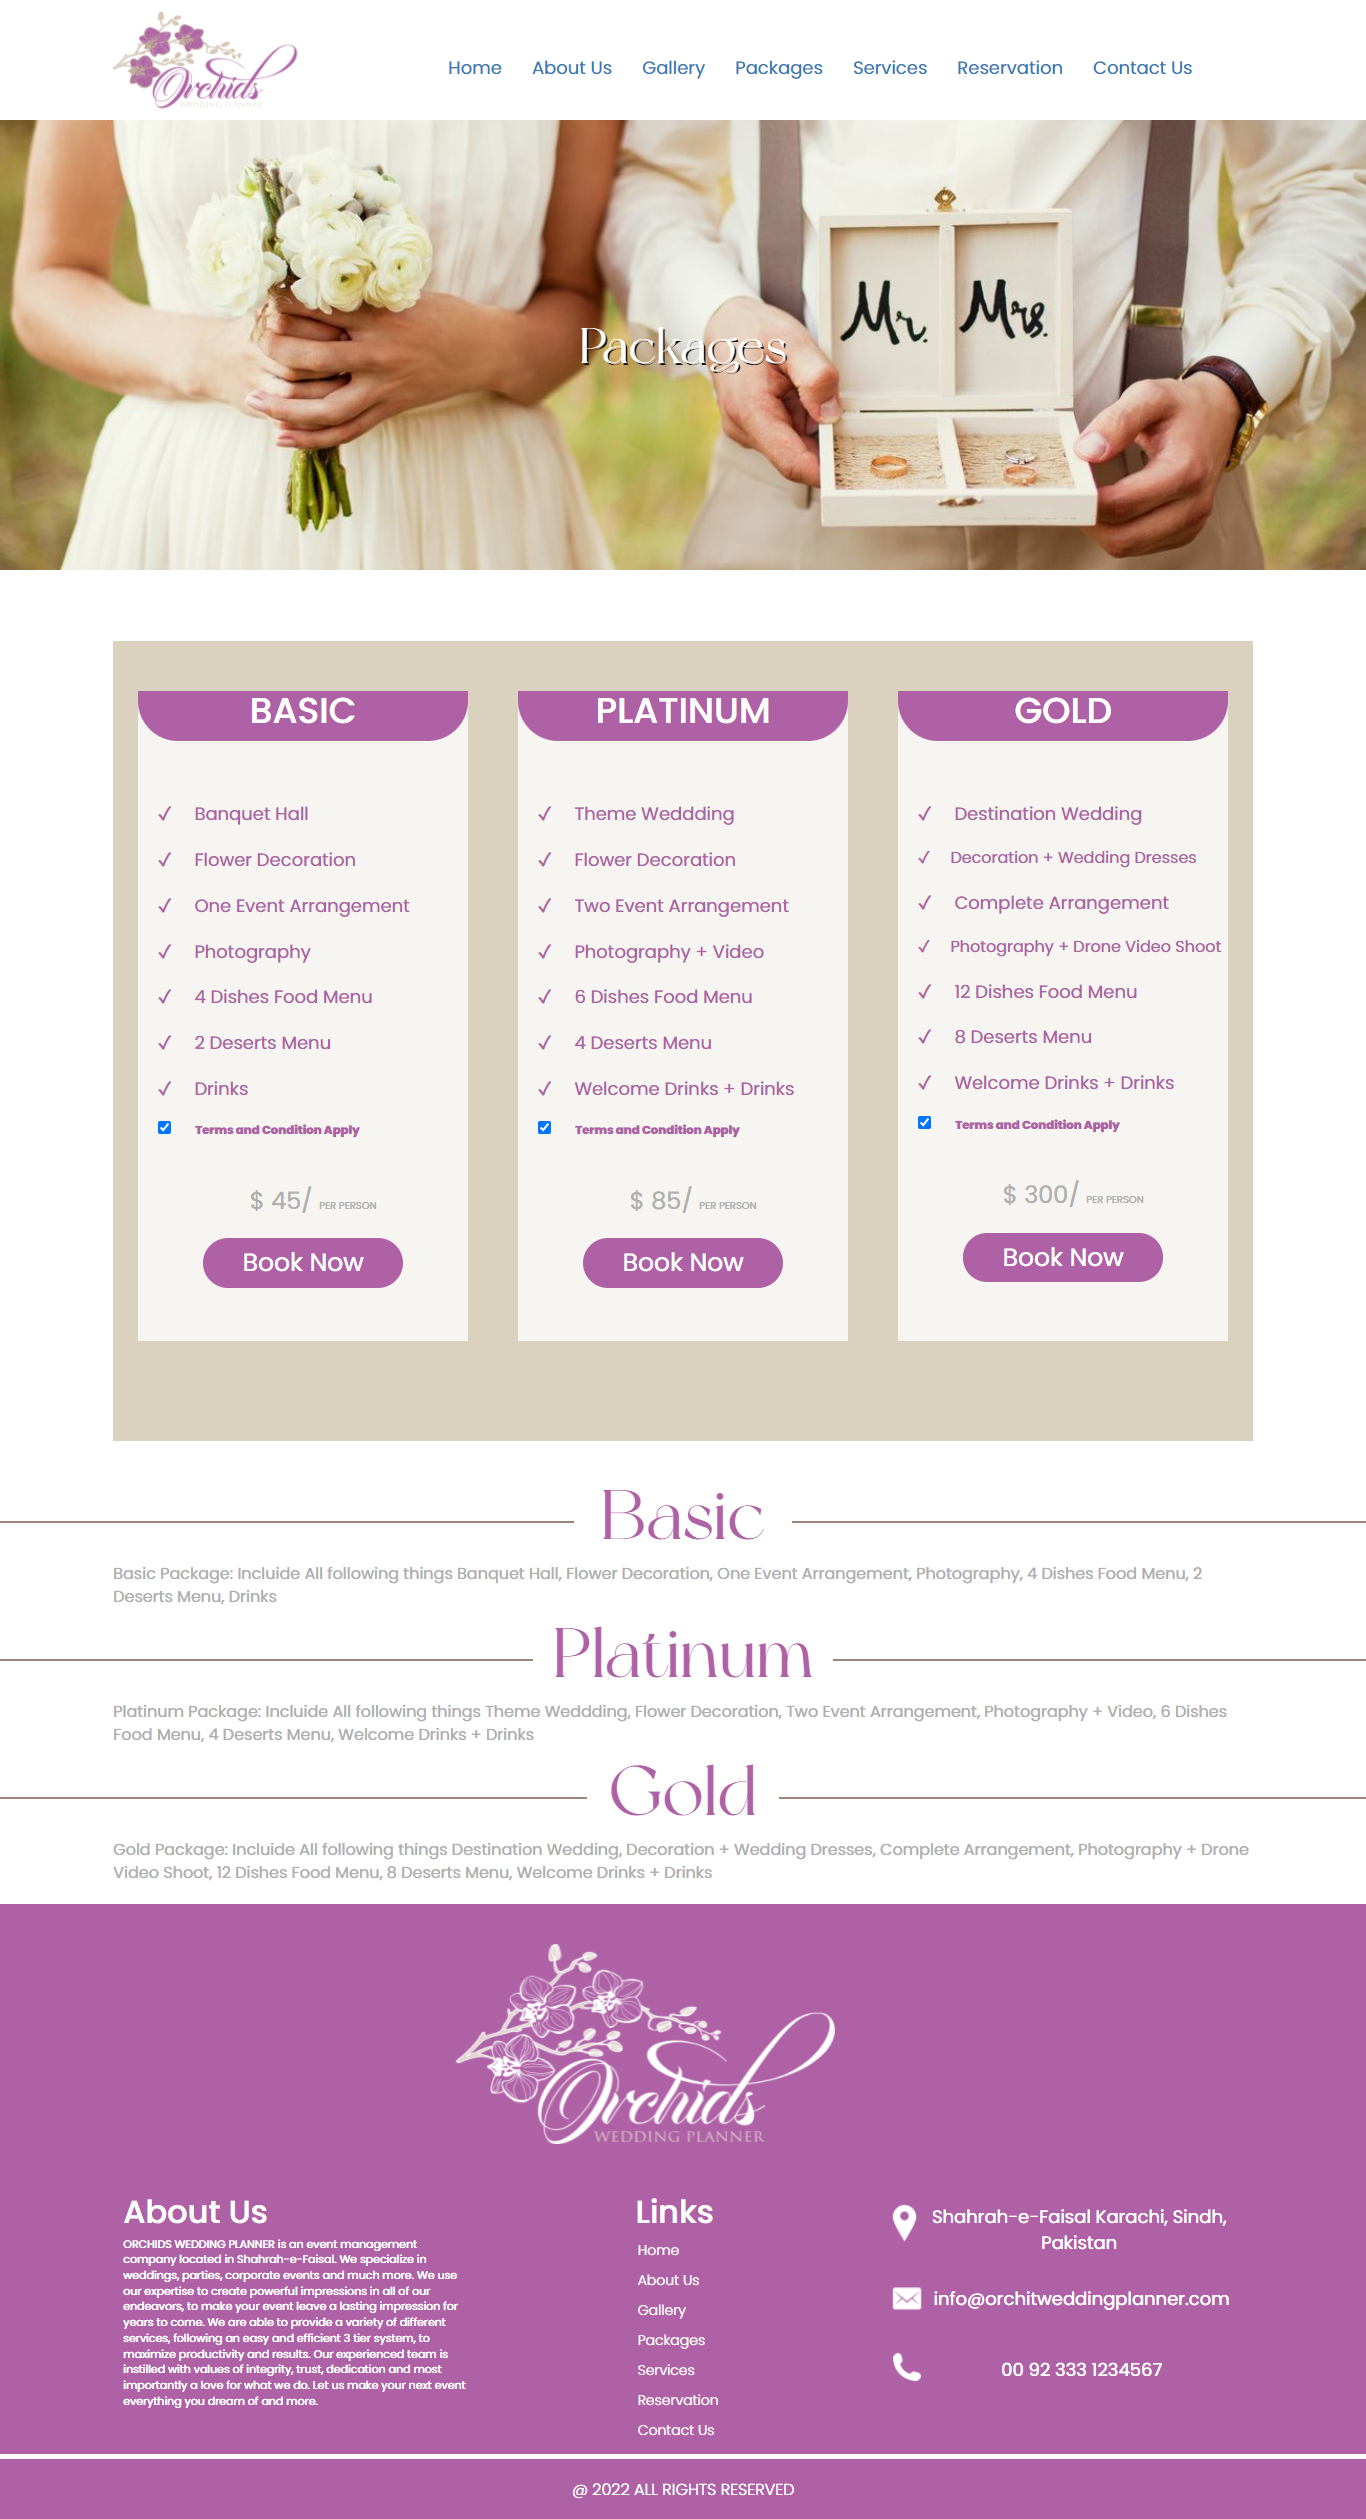 Orchids
WEDDING PLANNER
Home About Us Gallery Packages Services Reservation Contact Us
Mr. Mrs.
Packages
BASIC
Banquet Hall
Flower Decoration
One Event Arrangement
Photography
4 Dishes Food Menu
2 Deserts Menu
Drinks
Terms and Condition Apply
$ 45/ PER PERSON
Book Now
PLATINUM
Theme Weddding
Flower Decoration
Two Event Arrangement
Photography + Video
6 Dishes Food Menu
4 Deserts Menu
Welcome Drinks + Drinks
Terms and Condition Apply
$ 85/ PER PERSON
Book Now
GOLD
Destination Wedding
Decoration + Wedding Dresses
Complete Arrangement
Photography + Drone Video Shoot
12 Dishes Food Menu
8 Deserts Menu
Welcome Drinks + Drinks
Terms and Condition Apply
$ 300/ PER PERSON
Book Now
Basic
Basic Package: Incluide All following things Banquet Hall, Flower Decoration, One Event Arrangement, Photography, 4 Dishes Food Menu, 2
Deserts Menu, Drinks
Platinum
Platinum Package: Incluide All following things Theme Weddding, Flower Decoration, Two Event Arrangement, Photography + Video, 6 Dishes
Food Menu, 4 Deserts Menu, Welcome Drinks + Drinks
Gold
Gold Package: Incluide All following things Destination Wedding, Decoration + Wedding Dresses, Complete Arrangement, Photography + Drone
Video Shoot, 12 Dishes Food Menu, 8 Deserts Menu, Welcome Drinks + Drinks
Orchids
WEDDING PLANNER
About Us
ORCHIDS WEDDING PLANNER is an event management
company located in Shahrah-e-Faisal. We specialize in
weddings, parties, corporate events and much more. We use
our expertise to create powerful impressions in all of our
endeavors, to make your event leave a lasting impression for
years to come. We are able to provide a variety of different
services, following an easy and efficient 3 tier system, to
maximize productivity and results. Our experienced team is
instilled with values of integrity, trust, dedication and most
importantly a love for what we do. Let us make your next event
everything you dream of and more.
Links
Home
About Us
Gallery
Packages
Services
Reservation
Contact Us
Shahrah-e-Faisal Karachi, Sindh,
Pakistan
info@orchitweddingplanner.com
00 92 333 1234567
@ 2022 ALL RIGHTS RESERVED